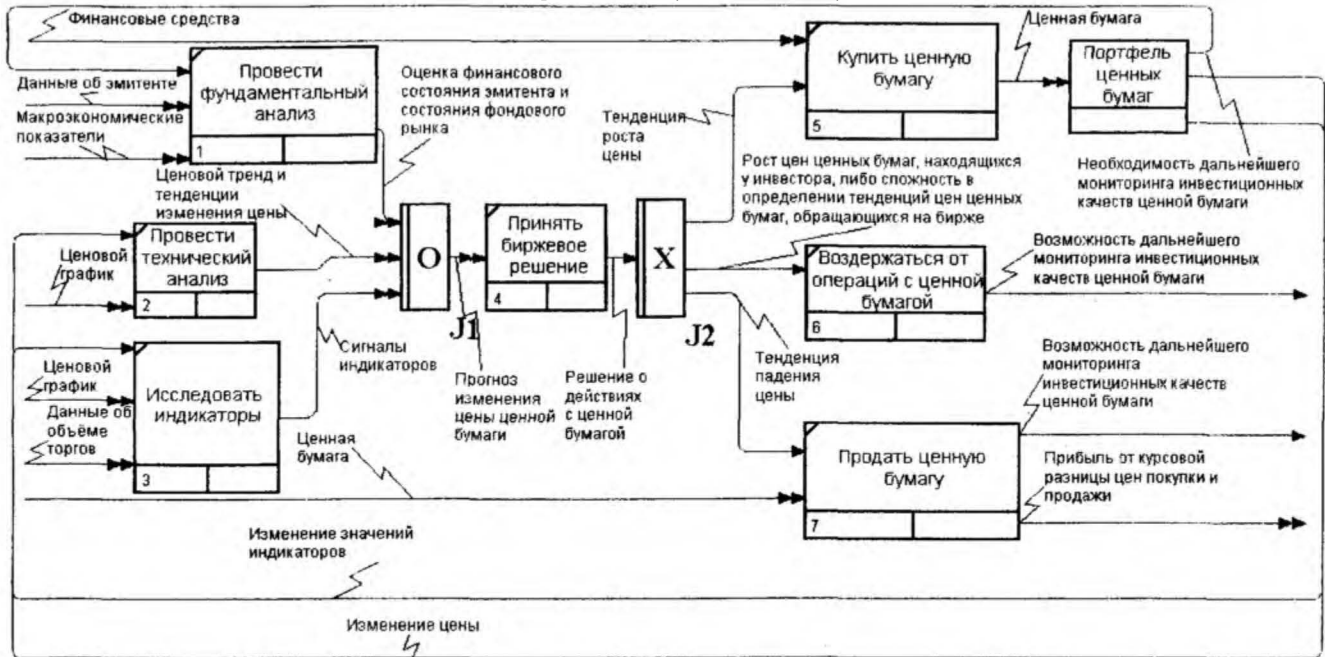 Финансовые средства
Данные об эмитенте
Макроэкономические
показатели
Провести
фундаментальный
анализ
1
Оценка финансового
состояния эмитента и
состояния фондового
рынка
Ценовой тренд и
тенденции
изменения цены
Ценовой
график
Провести
технический
анализ
2
Ценовой
график
Данные об
объёме
торгов
Исследовать
индикаторы
3
Сигналы
индикаторов
Ценная
бумага
O
J1
Прогноз
изменения
цены ценной
бумаги
Принять
биржевое
решение
4
Решение о
действиях
с ценной
бумагой
X
J2
Тенденция
роста
цены
Купить ценную
бумагу
5
Ценная бумага
Портфель
ценных
бумаг
Необходимость дальнейшего
мониторинга инвестиционных
качеств ценной бумаги
Рост цен ценных бумаг, находящихся
у инвестора, либо сложность в
определении тенденций цен ценных
бумаг, обращающихся на бирже
Воздержаться от
операций с ценной
бумагой
6
Возможность дальнейшего
мониторинга инвестиционных
качеств ценной бумаги
Тенденция
падения
цены
Продать ценную
бумагу
7
Возможность дальнейшего
мониторинга
инвестиционных качеств
ценной бумаги
Прибыль от курсовой
разницы цен покупки и
продажи
Изменение значений
индикаторов
Изменение цены